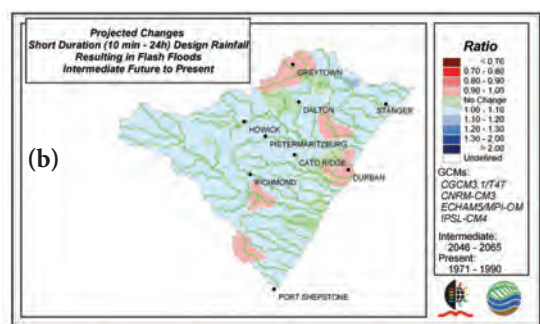 Projected Changes
Short Duration (10 min - 24h) Design Rainfall
Resulting in Flash Floods
Intermediate Future to Present
(b)
GREYTOWN
DALTON
STANGER
HOWICK
PIETERMARITZBURG
CATO RIDGE
DURBAN
RICHMOND
PORT SHEPSTONE
Ratio
< 0.70
0.70 - 0.80
0.80 - 0.90
0.90 - 1.00
No Change
1.00 - 1.10
1.10 - 1.20
1.20 - 1.30
1.30 - 2.00
> 2.00
Undefined
GCMs:
CGCM3.1/T47
CNRM-CM3
ECHAM5/MPI-OM
IPSL-CM4
Intermediate:
2046 - 2065
Present:
1971 - 1990